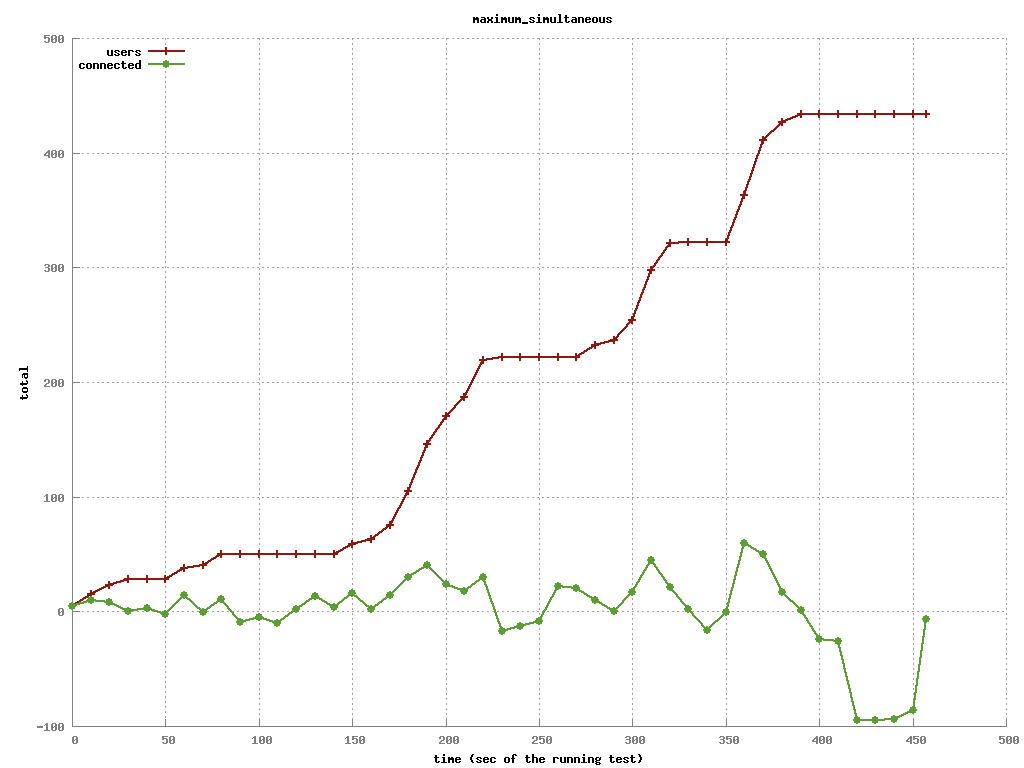 maximum_simultaneous
500
users
connected
400
300
total
200
100
0
-100
0 50 100 150 200 250 300 350 400 450 500
time (sec of the running test)